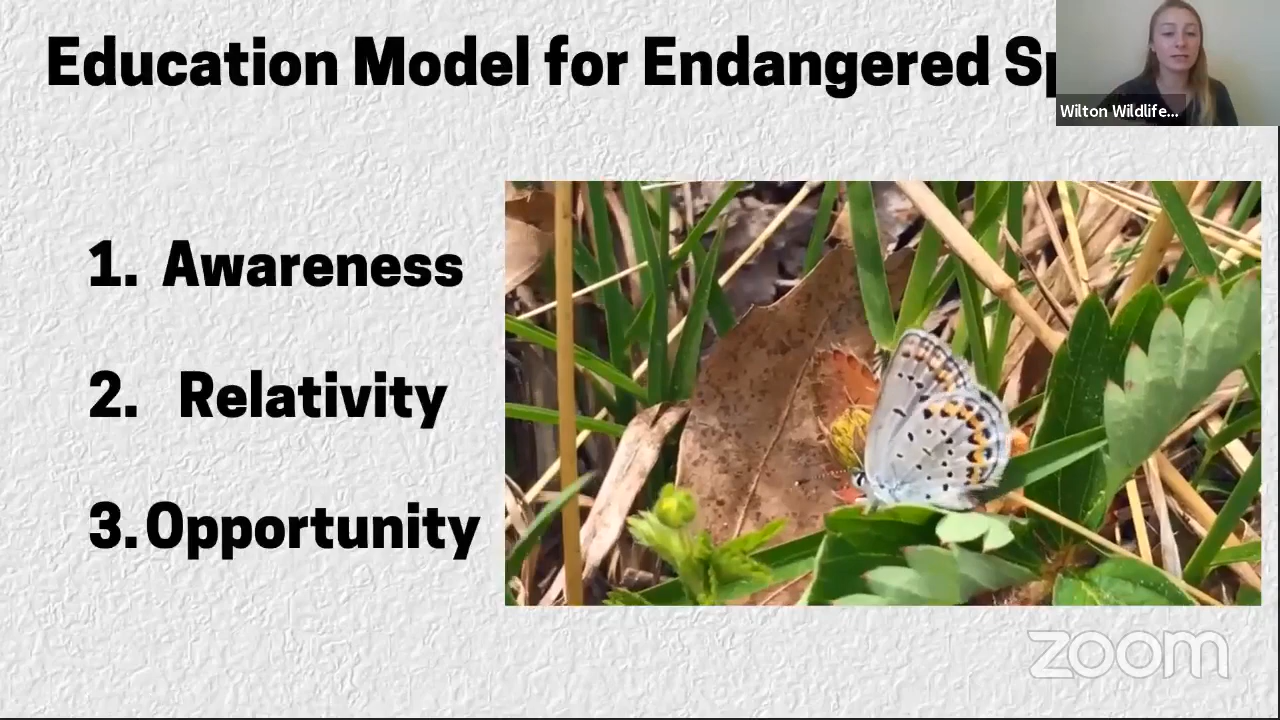 Education Model for Endangered Sp
Wilton Wildlife...
1. Awareness
2. Relativity
3. Opportunity
zoom